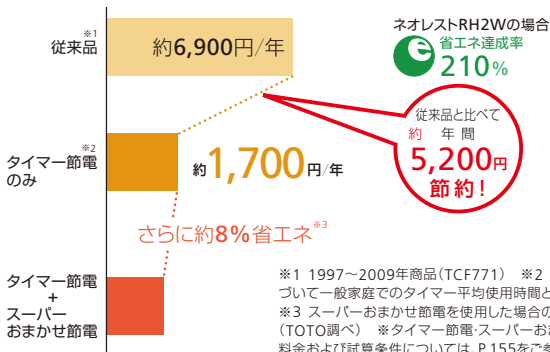 ※1
従来品
約6,900円/年
ネオレストRH2Wの場合
省エネ達成率
210%
従来品と比べて
約 年間
5,200円
節約!
※2
タイマー節電
のみ
約1,700円/年
さらに約8%省エネ※3
タイマー節電
+
スーパー
おまかせ節電
※1 1997〜2009年商品(TCF771) ※2
づいて一般家庭でのタイマー平均使用時間と
※3 スーパーおまかせ節電を使用した場合の
(TOTO調べ) ※タイマー節電・スーパーおま
料金および試算条件については、P.155をご参